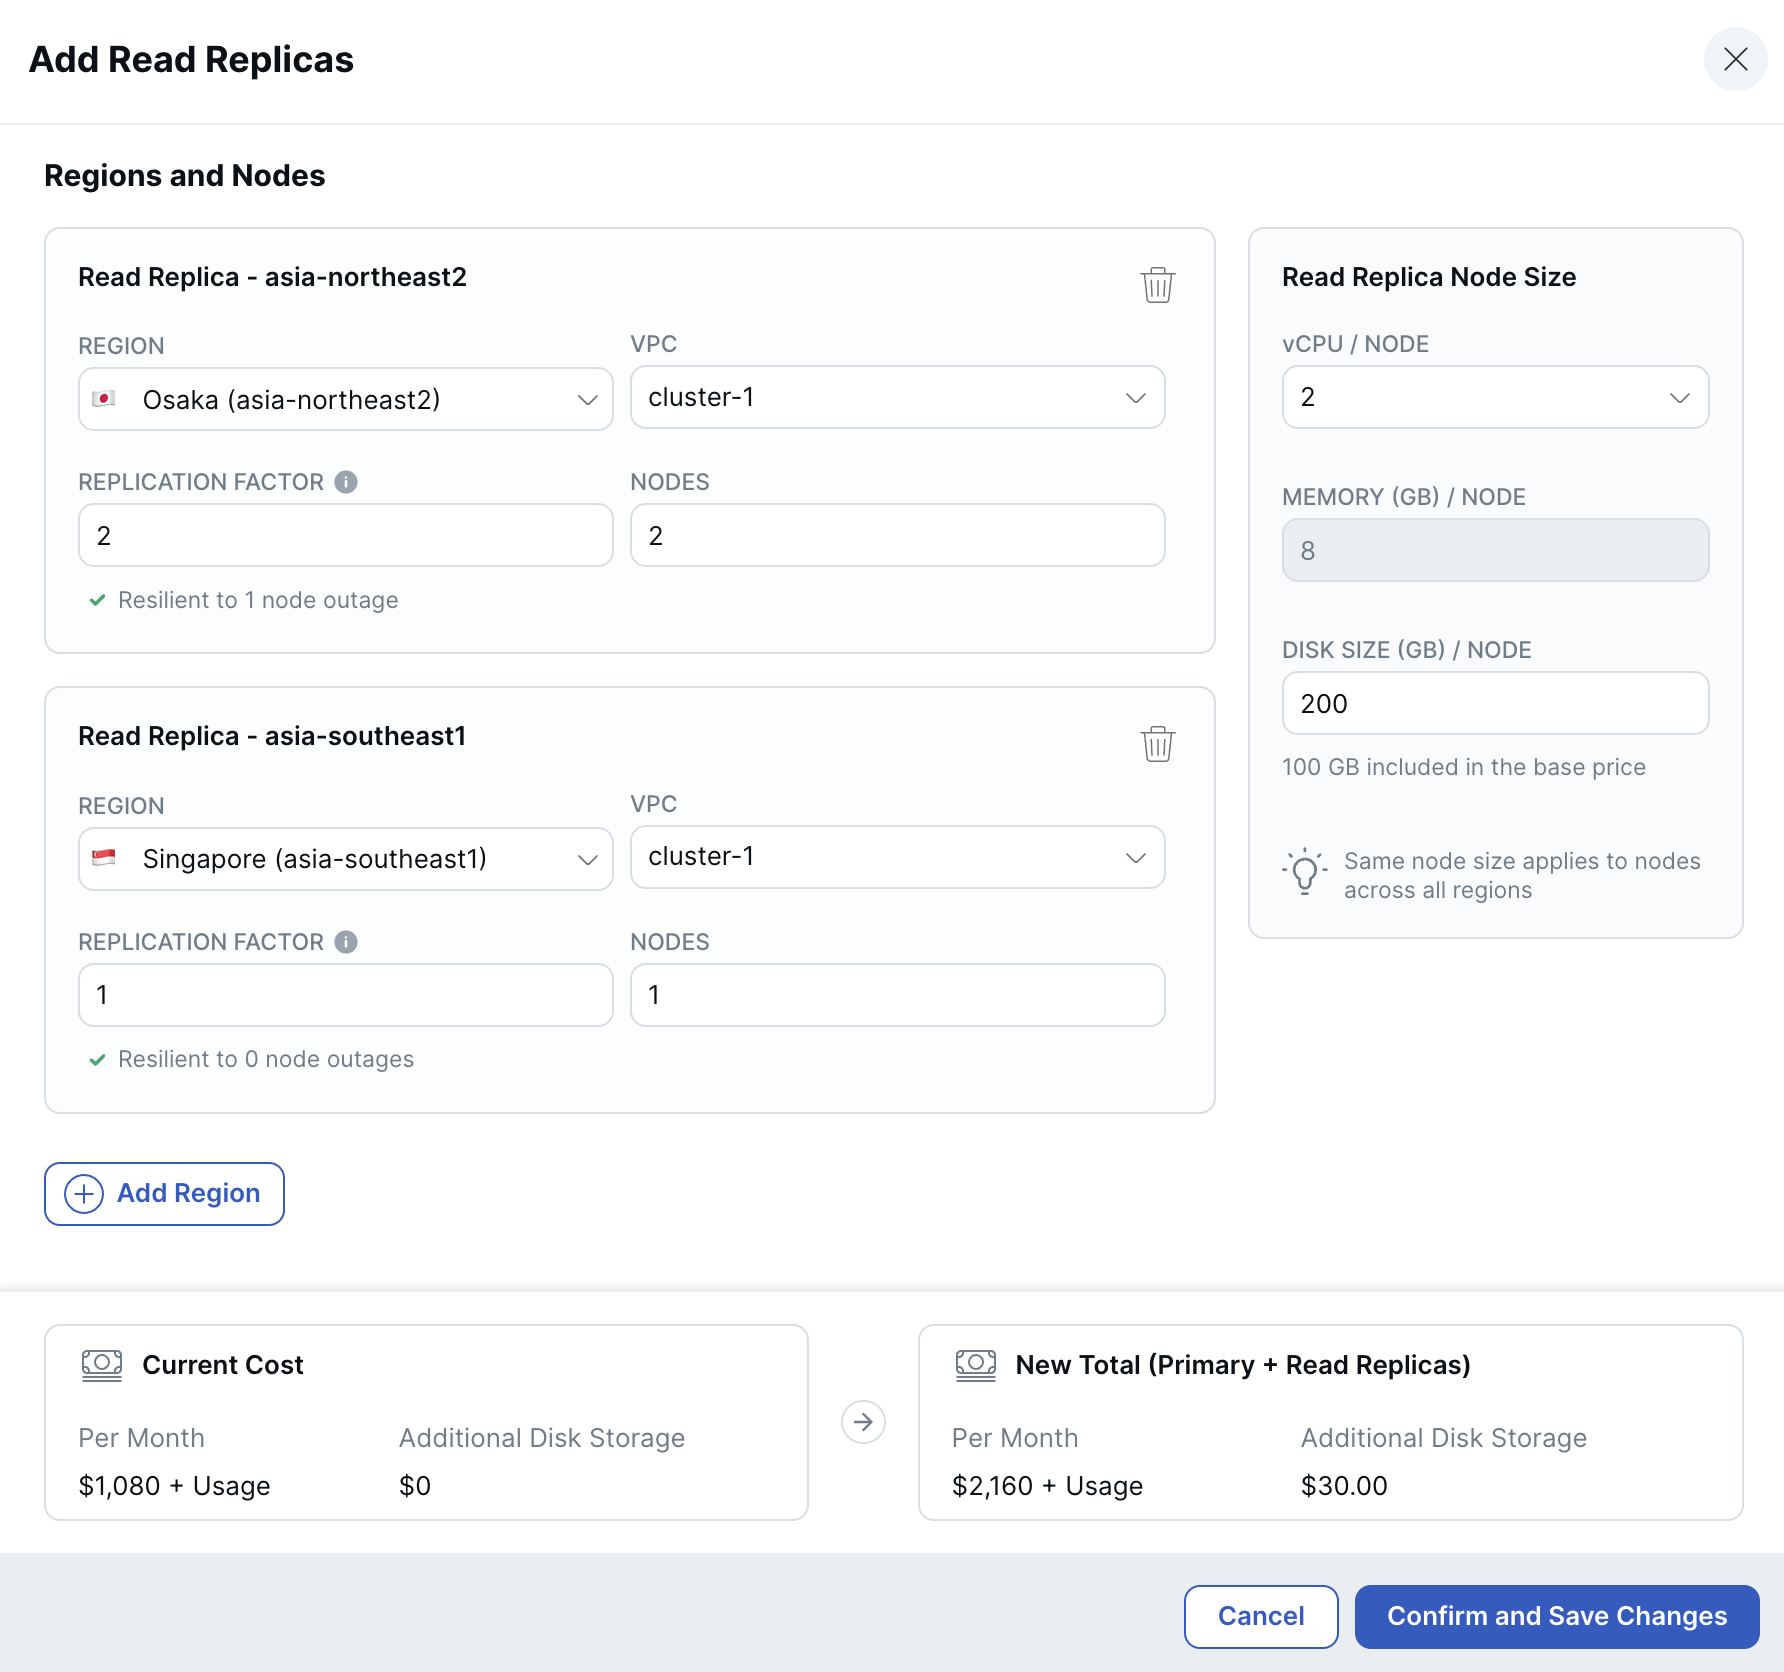 Add Read Replicas
Regions and Nodes
Read Replica - asia-northeast2
REGION
VPC
Osaka (asia-northeast2)
cluster-1
REPLICATION FACTOR
NODES
2
2
Resilient to 1 node outage
Read Replica - asia-southeast1
REGION
VPC
Singapore (asia-southeast1)
cluster-1
REPLICATION FACTOR
NODES
1
1
Resilient to 0 node outages
Add Region
Read Replica Node Size
vCPU / NODE
2
MEMORY (GB) / NODE
8
DISK SIZE (GB) / NODE
200
100 GB included in the base price
Same node size applies to nodes
across all regions
Current Cost
Per Month
Additional Disk Storage
$1,080 + Usage
$0
New Total (Primary + Read Replicas)
Per Month
Additional Disk Storage
$2,160 + Usage
$30.00
Cancel
Confirm and Save Changes